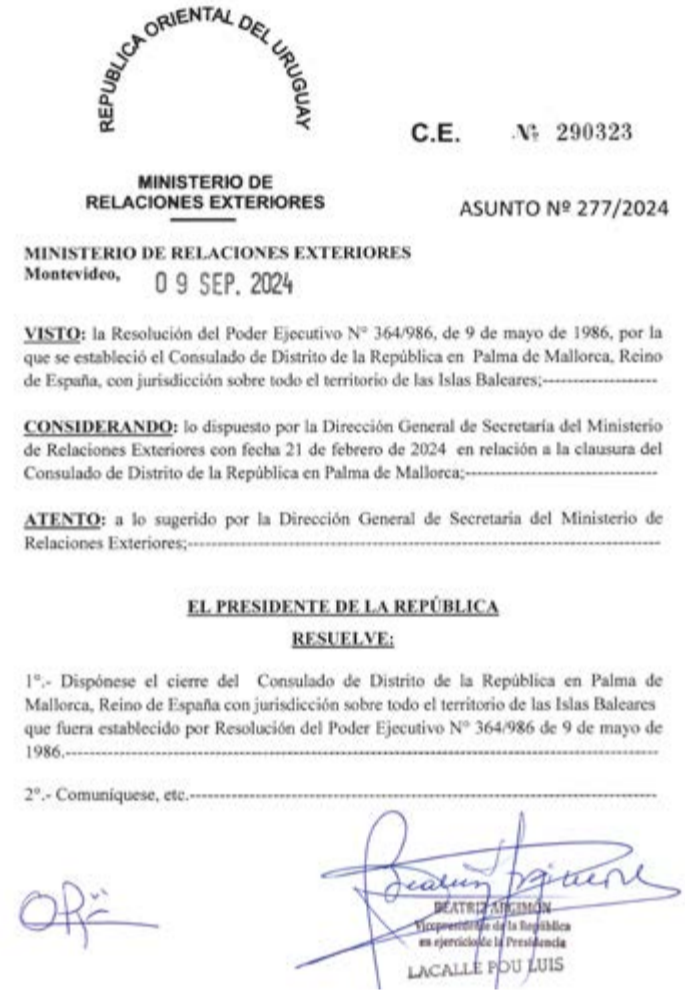 REPUBLICA ORIENTAL DEL URUGUAY
C.E. Nº 290323
MINISTERIO DE
RELACIONES EXTERIORES
ASUNTO Nº 277/2024
MINISTERIO DE RELACIONES EXTERIORES
Montevideo, 09 SEP. 2024
VISTO: la Resolución del Poder Ejecutivo N° 364/986, de 9 de mayo de 1986, por la
que se estableció el Consulado de Distrito de la República en Palma de Mallorca, Reino
de España, con jurisdicción sobre todo el territorio de las Islas Baleares;-------------------
CONSIDERANDO: lo dispuesto por la Dirección General de Secretaría del Ministerio
de Relaciones Exteriores con fecha 21 de febrero de 2024 en relación a la clausura del
Consulado de Distrito de la República en Palma de Mallorca;--------------------------------
ATENTO: a lo sugerido por la Dirección General de Secretaria del Ministerio de
Relaciones Exteriores;-------------------------------------------------------------------------------
EL PRESIDENTE DE LA REPÚBLICA
RESUELVE:
1°.- Dispónese el cierre del Consulado de Distrito de la República en Palma de
Mallorca, Reino de España con jurisdicción sobre todo el territorio de las Islas Baleares
que fuera establecido por Resolución del Poder Ejecutivo N° 364/986 de 9 de mayo de
1986.---------------------------------------------------------------------------------------------------
2°.- Comuníquese, etc.------------------------------------------------------------------------------
Beatriz Argimón
BEATRIZ ARGIMÓN
Vicepresidente de la República
en ejercicio de la Presidencia
LACALLE POU LUIS